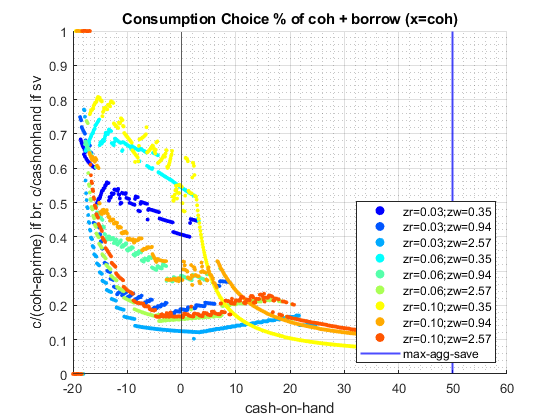 Consumption Choice % of coh + borrow (x=coh)
c/(coh-aprime) if br, c/cashonhand if sv
1
0.9
0.8
0.7
0.6
0.5
0.4
0.3
0.2
0.1
0
-20 -10 0 10 20 30 40 50 60
cash-on-hand
zr=0.03;zw=0.35
zr=0.03;zw=0.94
zr=0.03;zw=2.57
zr=0.06;zw=0.35
zr=0.06;zw=0.94
zr=0.06;zw=2.57
zr=0.10;zw=0.35
zr=0.10;zw=0.94
zr=0.10;zw=2.57
max-agg-save